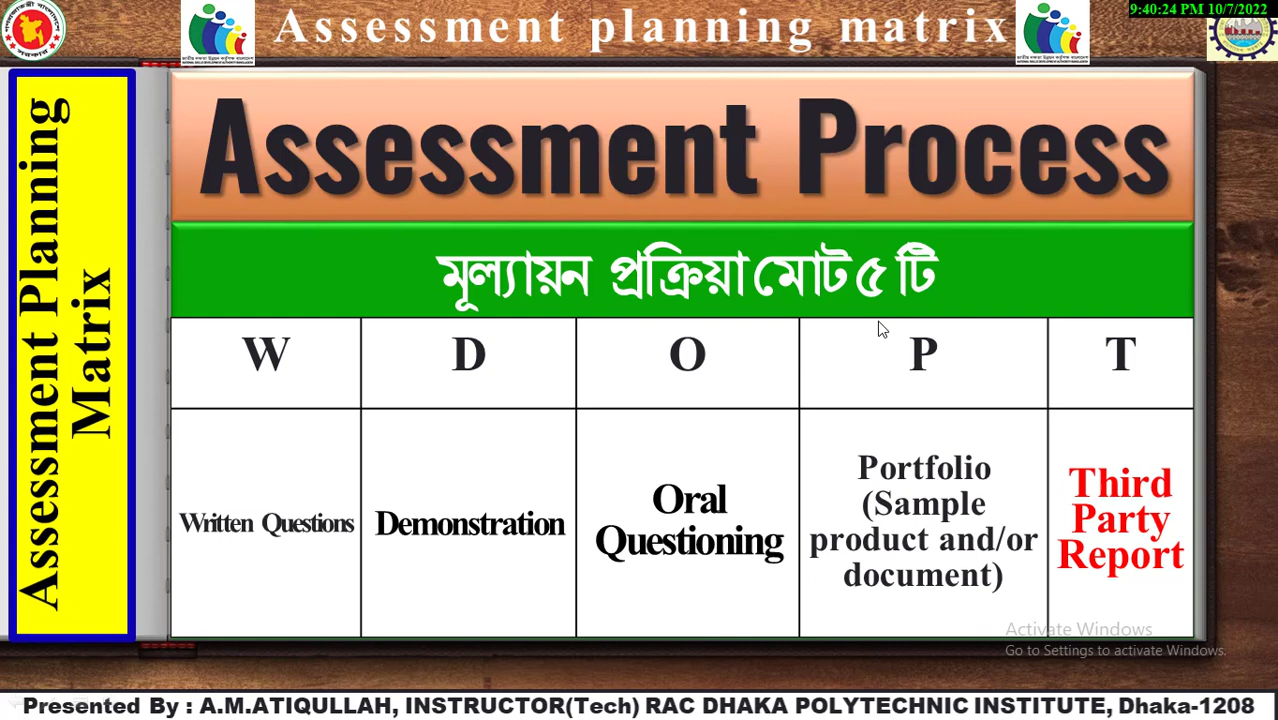 Assessment planning matrix
9:40:24 PM 10/7/2022
Assessment Planning
Matrix
Assessment Process
মূল্যায়ন প্রক্রিয়া মোট ৫ টি
W D O P T
Written Questions
Demonstration
Oral
Questioning
Portfolio
(Sample
product and/or
document)
Third
Party
Report
Activate Windows
Go to Settings to activate Windows.
Presented By : A.M.ATIQULLAH, INSTRUCTOR(Tech) RAC DHAKA POLYTECHNIC INSTITUTE, Dhaka-1208